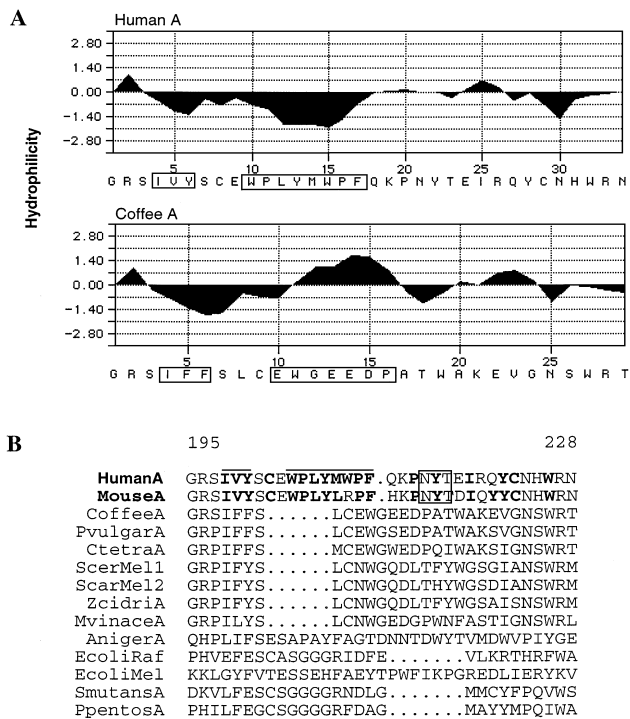 A
Human A
2.80
1.40
0.00
-1.40
-2.80
5 10 15 20 25 30
G R S I V Y S C E W P L Y M W P F Q K P N Y T E I R Q Y C N H W R N
Hydrophilicity
Coffee A
2.80
1.40
0.00
-1.40
-2.80
5 10 15 20 25
G R S I F F S L C E W G E E D P A T W A K E V G N S W R T
B
195 228
HumanA GRSIVYSCEWPLYMWPF.QKPNYTEIRQYCNHWRN
MouseA GRSIVYSCEWPLYLRPF.HKPNYTDIQYYCNHWRN
CoffeeA GRSIFFS......LCEWGEEDPATWAKEVGNSWRT
PvulgarA GRPIFFS......LCEWGEEDPATWAKEVGNSWRT
CtetraA GRPIFFS......MCEWGWEDPQIWAKSIGNSWRT
ScerMel1 GRPIFYS......LCNWGQDLTFYWGSGIANSWRM
ScarMel2 GRPIFYS......LCNWGQDLTHYWGSDIANSWRM
ZcidriA GRPIFYS......LCNWGQDLTFYWGSAISNSWRM
MvinaceA GRPILYS......LCNWGEDGPWNFASTIGNSWRL
AnigerA QHPLIFSESAPAYFAGTDNNTDWYTVMDWVPIYGE
EcoliRaf PHVEFESCASGGGRIDFE.......VLKRTHRFWA
EcoliMel KKLGYFVTESSEHFAEYTPWFIKPGREDLIERYKV
SmutansA DKVLFESCSGGGGRNDLG.......MMCYFPQVWS
PpentosA PHILFEGCSGGGGRFDAG.......MAYYMPQIWA